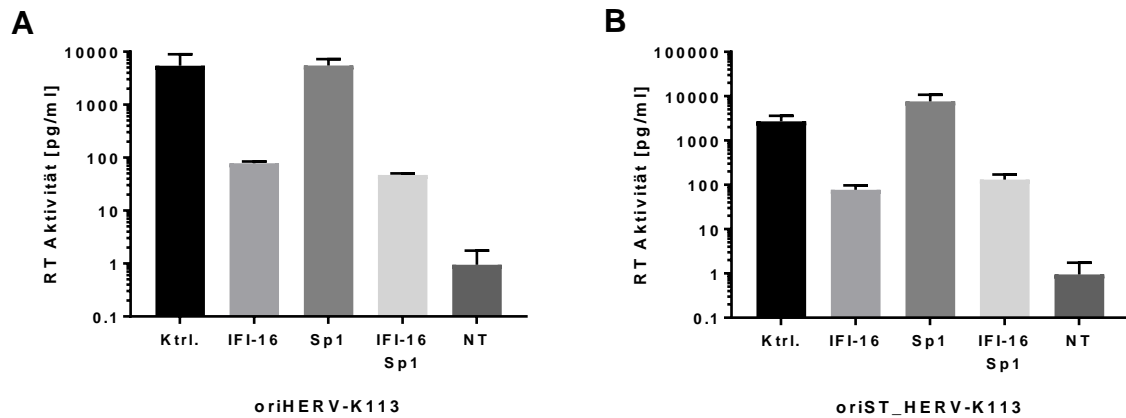 A
RT Aktivität [pg/ml]
10000
1000
100
10
1
0.1
Ktrl. IFI-16 Sp1 IFI-16 NT
Sp1
oriHERV-K113
B
RT Aktivität [pg/ml]
100000
10000
1000
100
10
1
0.1
Ktrl. IFI-16 Sp1 IFI-16 NT
Sp1
oriST_HERV-K113